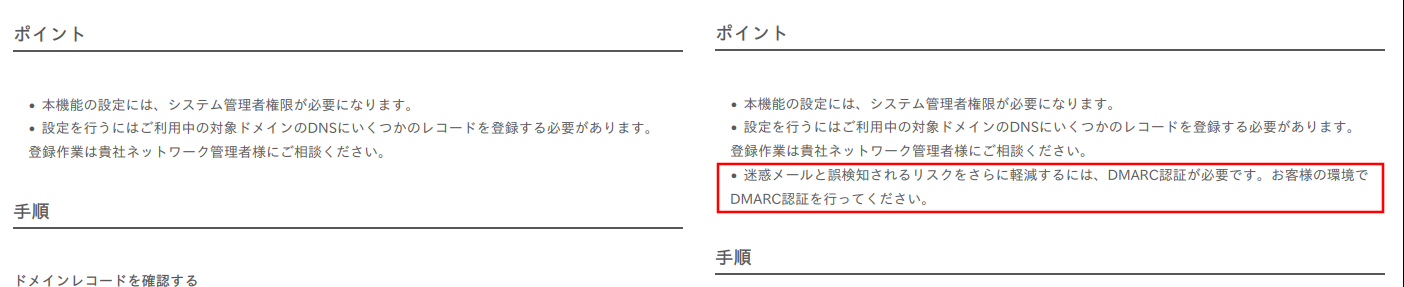 ポイント
● 本機能の設定には、システム管理者権限が必要になります。
● 設定を行うにはご利用中の対象ドメインのDNSにいくつかのレコードを登録する必要があります。
登録作業は貴社ネットワーク管理者様にご相談ください。
手順
ドメインレコードを確認する
ポイント
● 本機能の設定には、システム管理者権限が必要になります。
● 設定を行うにはご利用中の対象ドメインのDNSにいくつかのレコードを登録する必要があります。
登録作業は貴社ネットワーク管理者様にご相談ください。
● 迷惑メールと誤検知されるリスクをさらに軽減するには、DMARC認証が必要です。お客様の環境で
DMARC認証を行ってください。
手順